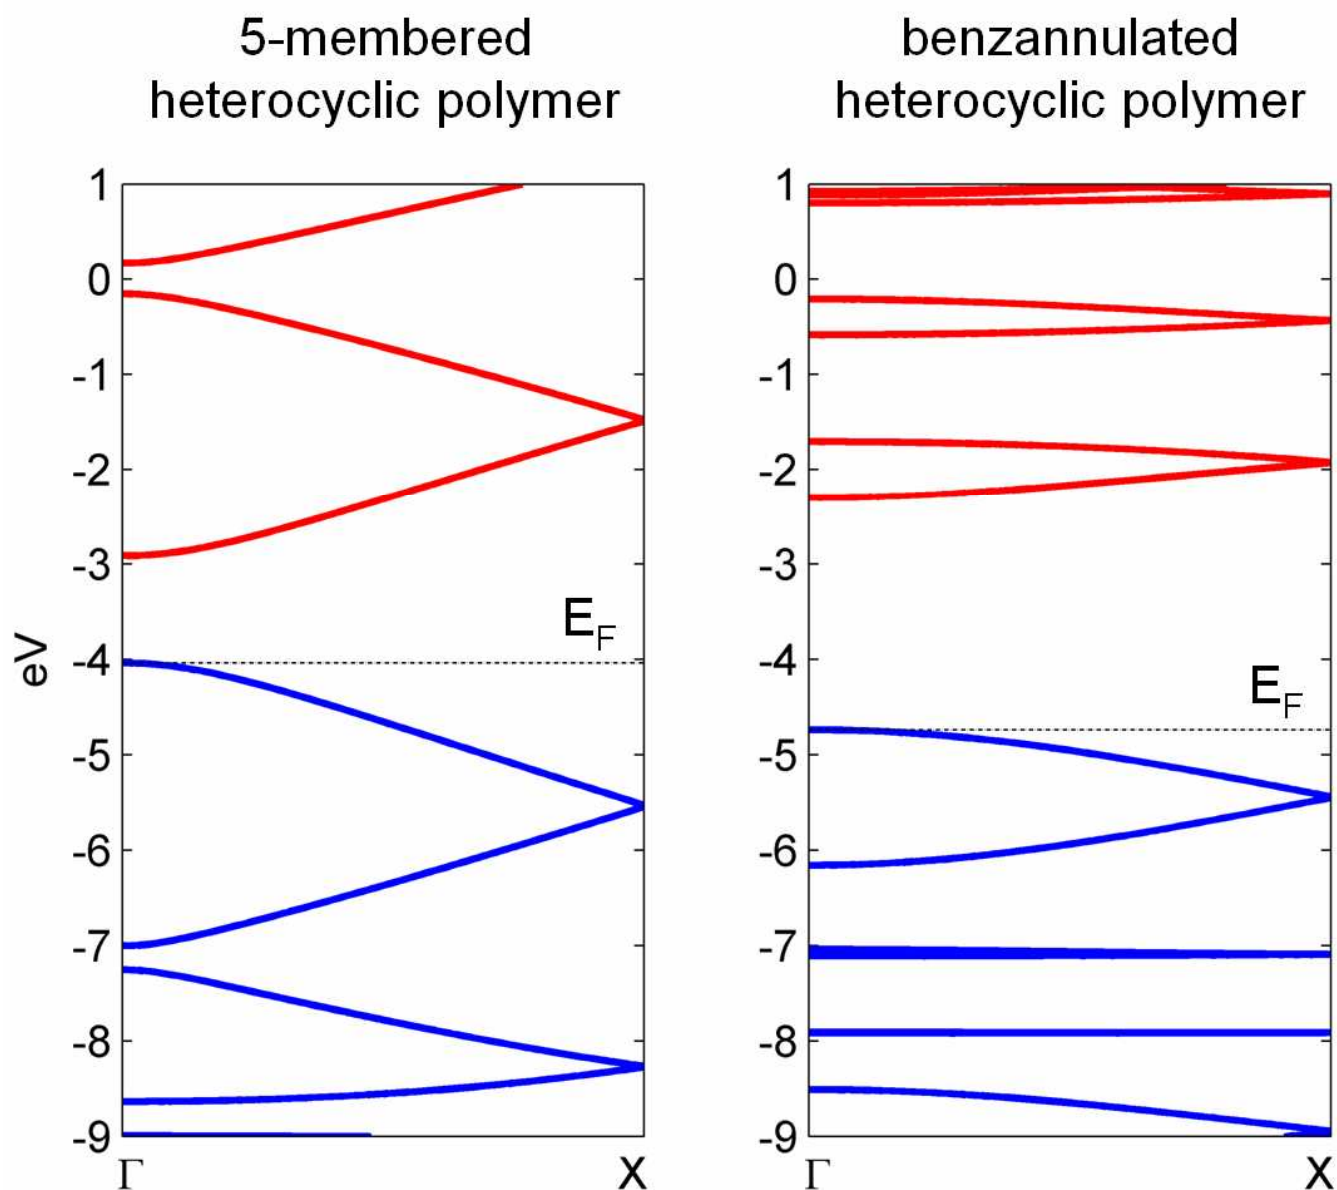 5-membered
heterocyclic polymer
benzannulated
heterocyclic polymer
eV
1
0
-1
-2
-3
-4
-5
-6
-7
-8
-9
E_F
Γ
X
1
0
-1
-2
-3
-4
-5
-6
-7
-8
-9
E_F
Γ
X